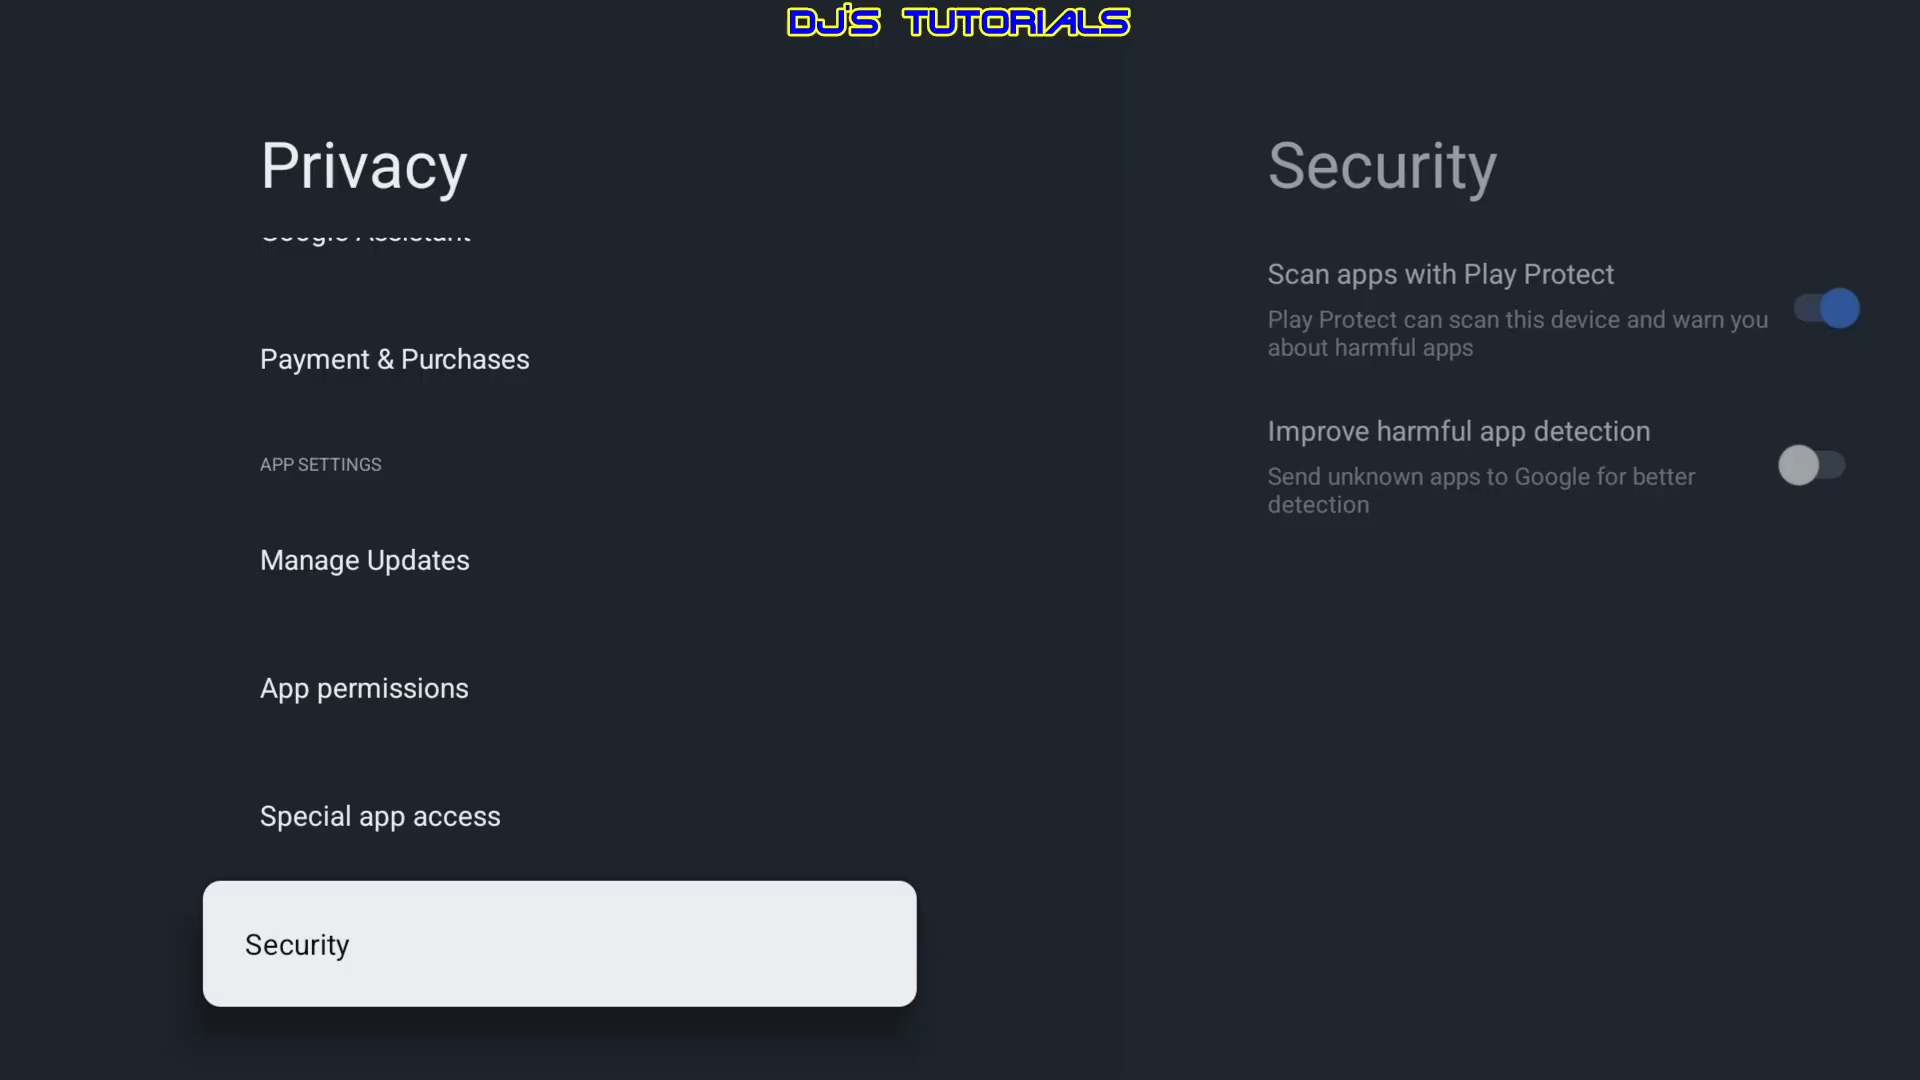 DJ'S TUTORIALS
Privacy
Google Assistant
Payment & Purchases
APP SETTINGS
Manage Updates
App permissions
Special app access
Security
Security
Scan apps with Play Protect
Play Protect can scan this device and warn you
about harmful apps
Improve harmful app detection
Send unknown apps to Google for better
detection